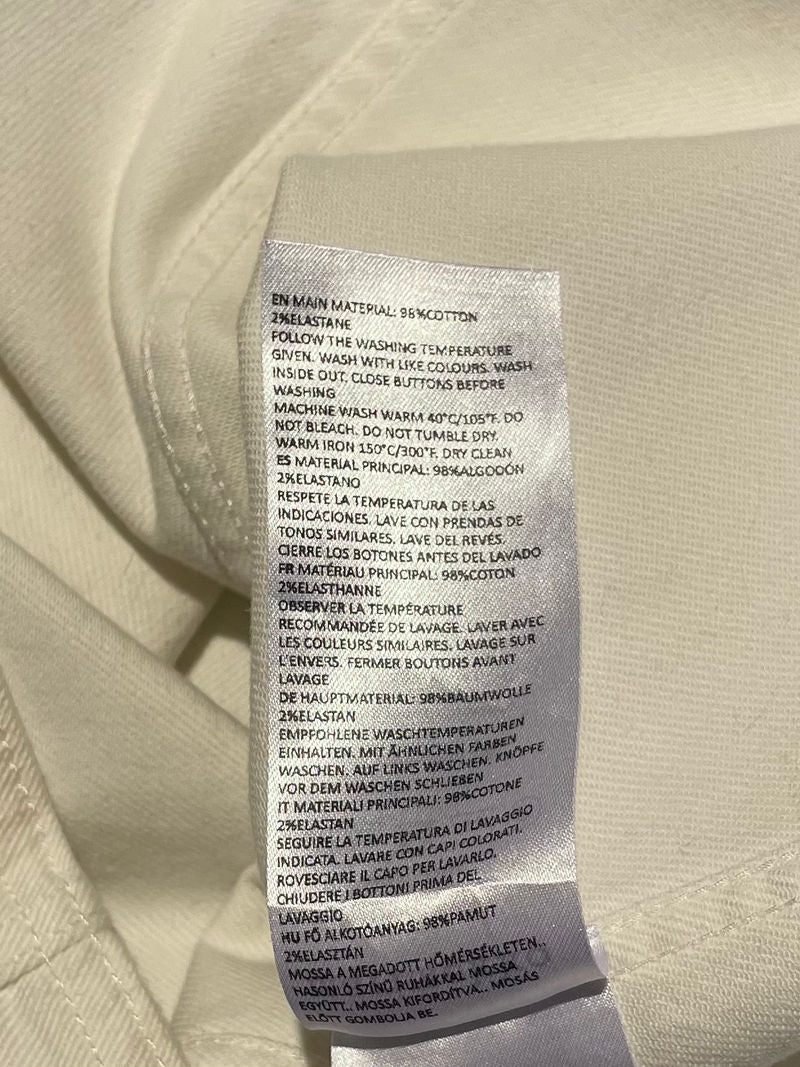 EN MAIN MATERIAL: 98%COTTON
2%ELASTANE
FOLLOW THE WASHING TEMPERATURE
GIVEN. WASH WITH LIKE COLOURS. WASH
INSIDE OUT. CLOSE BUTTONS BEFORE
WASHING
MACHINE WASH WARM 40°C/105°F. DO
NOT BLEACH. DO NOT TUMBLE DRY.
WARM IRON 150°C/300°F. DRY CLEAN
ES MATERIAL PRINCIPAL: 98%ALGODÓN
2%ELASTANO
RESPETE LA TEMPERATURA DE LAS
INDICACIONES. LAVE CON PRENDAS DE
TONOS SIMILARES. LAVE DEL REVÉS.
CIERRE LOS BOTONES ANTES DEL LAVADO
FR MATÉRIAU PRINCIPAL: 98%COTON
2%ELASTHANNE
OBSERVER LA TEMPÉRATURE
RECOMMANDÉE DE LAVAGE. LAVER AVEC
LES COULEURS SIMILAIRES. LAVAGE SUR
L'ENVERS. FERMER BOUTONS AVANT
LAVAGE
DE HAUPTMATERIAL: 98%BAUMWOLLE
2%ELASTAN
EMPFOHLENE WASCHTEMPERATUREN
EINHALTEN. MIT ÄHNLICHEN FARBEN
WASCHEN. AUF LINKS WASCHEN. KNÖPFE
VOR DEM WASCHEN SCHLIEBEN
IT MATERIALI PRINCIPALI: 98%COTONE
2%ELASTAN
SEGUIRE LA TEMPERATURA DI LAVAGGIO
INDICATA. LAVARE CON CAPI COLORATI.
ROVESCIARE IL CAPO PER LAVARLO.
CHIUDERE I BOTTONI PRIMA DEL
LAVAGGIO
HU FŐ ALKOTÓANYAG: 98%PAMUT
2%ELASZTÁN
MOSSA A MEGADOTT HŐMÉRSÉKLETEN..
HASONLÓ SZÍNŰ RUHÁKKAL MOSSA
EGYÜTT.. MOSSA KIFORDÍTVA... MOSÁS
ELŐTT GOMBOLJA BE.